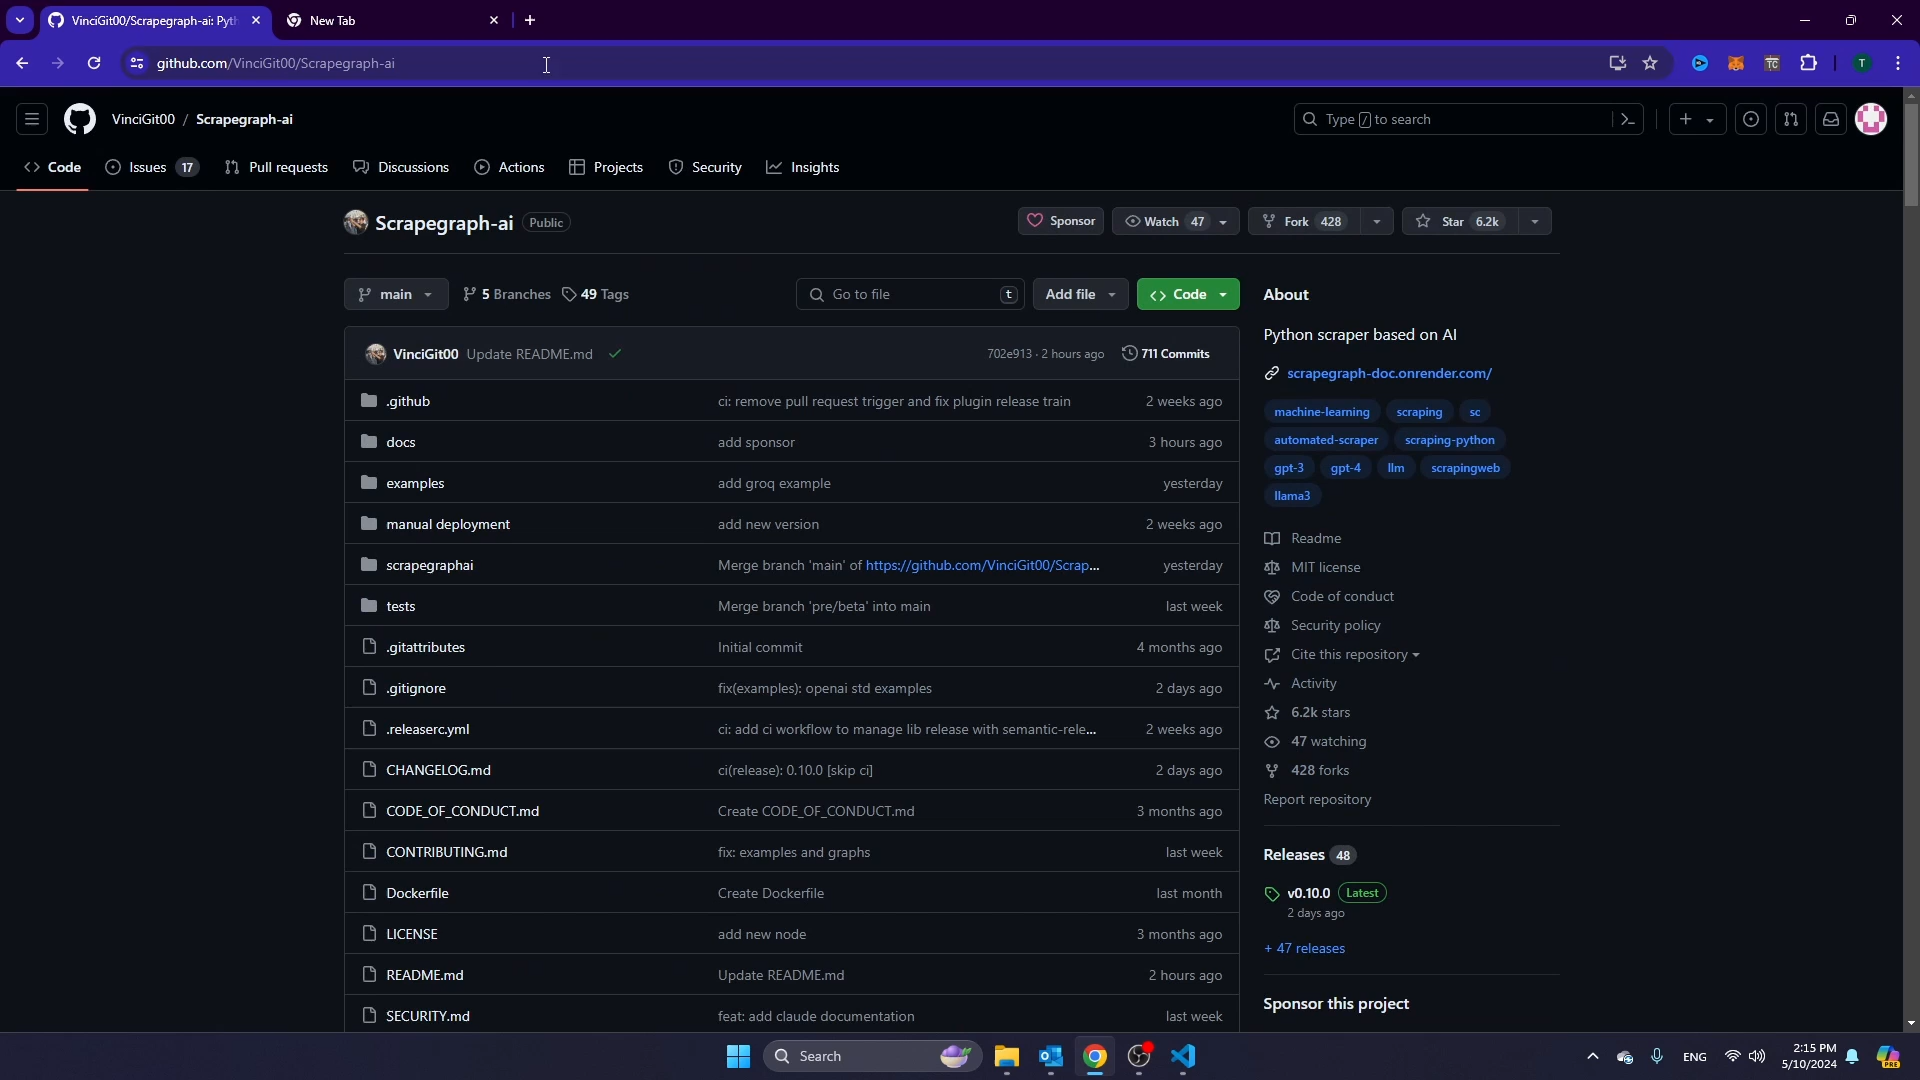 VinciGit00/Scrapegraph-ai: Pyth
New Tab
github.com/VinciGit00/Scrapegraph-ai
TC
T
VinciGit00 / Scrapegraph-ai
Type / to search
Code
Issues 17
Pull requests
Discussions
Actions
Projects
Security
Insights
Scrapegraph-ai Public
Sponsor
Watch 47
Fork 428
Star 6.2k
main
5 Branches
49 Tags
Go to file t
Add file
Code
VinciGit00 Update README.md
702e913 · 2 hours ago
711 Commits
.github ci: remove pull request trigger and fix plugin release train 2 weeks ago
docs add sponsor 3 hours ago
examples add groq example yesterday
manual deployment add new version 2 weeks ago
scrapegraphai Merge branch 'main' of https://github.com/VinciGit00/Scrap... yesterday
tests Merge branch 'pre/beta' into main last week
.gitattributes Initial commit 4 months ago
.gitignore fix(examples): openai std examples 2 days ago
.releaserc.yml ci: add ci workflow to manage lib release with semantic-rele... 2 weeks ago
CHANGELOG.md ci(release): 0.10.0 [skip ci] 2 days ago
CODE_OF_CONDUCT.md Create CODE_OF_CONDUCT.md 3 months ago
CONTRIBUTING.md fix: examples and graphs last week
Dockerfile Create Dockerfile last month
LICENSE add new node 3 months ago
README.md Update README.md 2 hours ago
SECURITY.md feat: add claude documentation last week
About
Python scraper based on AI
scrapegraph-doc.onrender.com/
machine-learning scraping sc
automated-scraper scraping-python
gpt-3 gpt-4 llm scrapingweb
llama3
Readme
MIT license
Code of conduct
Security policy
Cite this repository
Activity
6.2k stars
47 watching
428 forks
Report repository
Releases 48
v0.10.0 Latest
2 days ago
+ 47 releases
Sponsor this project
Search
ENG
2:15 PM
5/10/2024
PRE